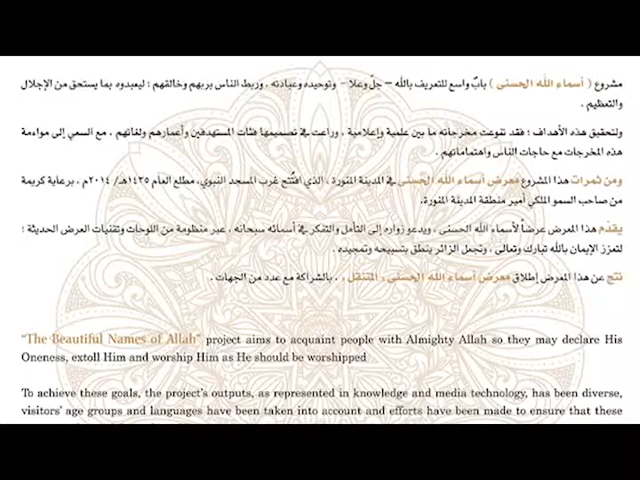 مشروع ( أسماء الله الحسنى ) بابٌ واسع للتعريف بالله – جلّ وعلا - وتوحيده وعبادته ، وربط الناس بربهم وخالقهم ؛ ليعبدوه بما يستحق من الإجلال
والتعظيم .
ولتحقيق هذه الأهداف ؛ فقد تنوعت مخرجاته ما بين علمية وإعلامية ، وراعت في تصميمها فئات المستهدفين وأعمارهم ولغاتهم ، مع السعي إلى مواءمة
هذه المخرجات مع حاجات الناس واهتماماتهم .
ومن ثمرات هذا المشروع معرض أسماء الله الحسنى في المدينة المنورة ، الذي افتُتح غرب المسجد النبوي، مطلع العام ١٤٣٥هـ/ ٢٠١٤م ، برعاية كريمة
من صاحب السمو الملكي أمير منطقة المدينة المنورة.
يقدّم هذا المعرض عرضاً لأسماء الله الحسنى ، ويدعو زواره إلى التأمل والتفكر في أسمائه سبحانه ، عبر منظومة من اللوحات وتقنيات العرض الحديثة ؛
لتعزز الإيمان بالله تبارك وتعالى ، وتجعل الزائر ينطق بتسبيحه وتمجيده .
نتج عن هذا المعرض إطلاق معرض أسماء الله الحسنى ، المتنقل ، ، بالشراكة مع عدد من الجهات .
“The Beautiful Names of Allah” project aims to acquaint people with Almighty Allah so they may declare His
Oneness, extoll Him and worship Him as He should be worshipped
To achieve these goals, the project’s outputs, as represented in knowledge and media technology, has been diverse,
visitors’ age groups and languages have been taken into account and efforts have been made to ensure that these